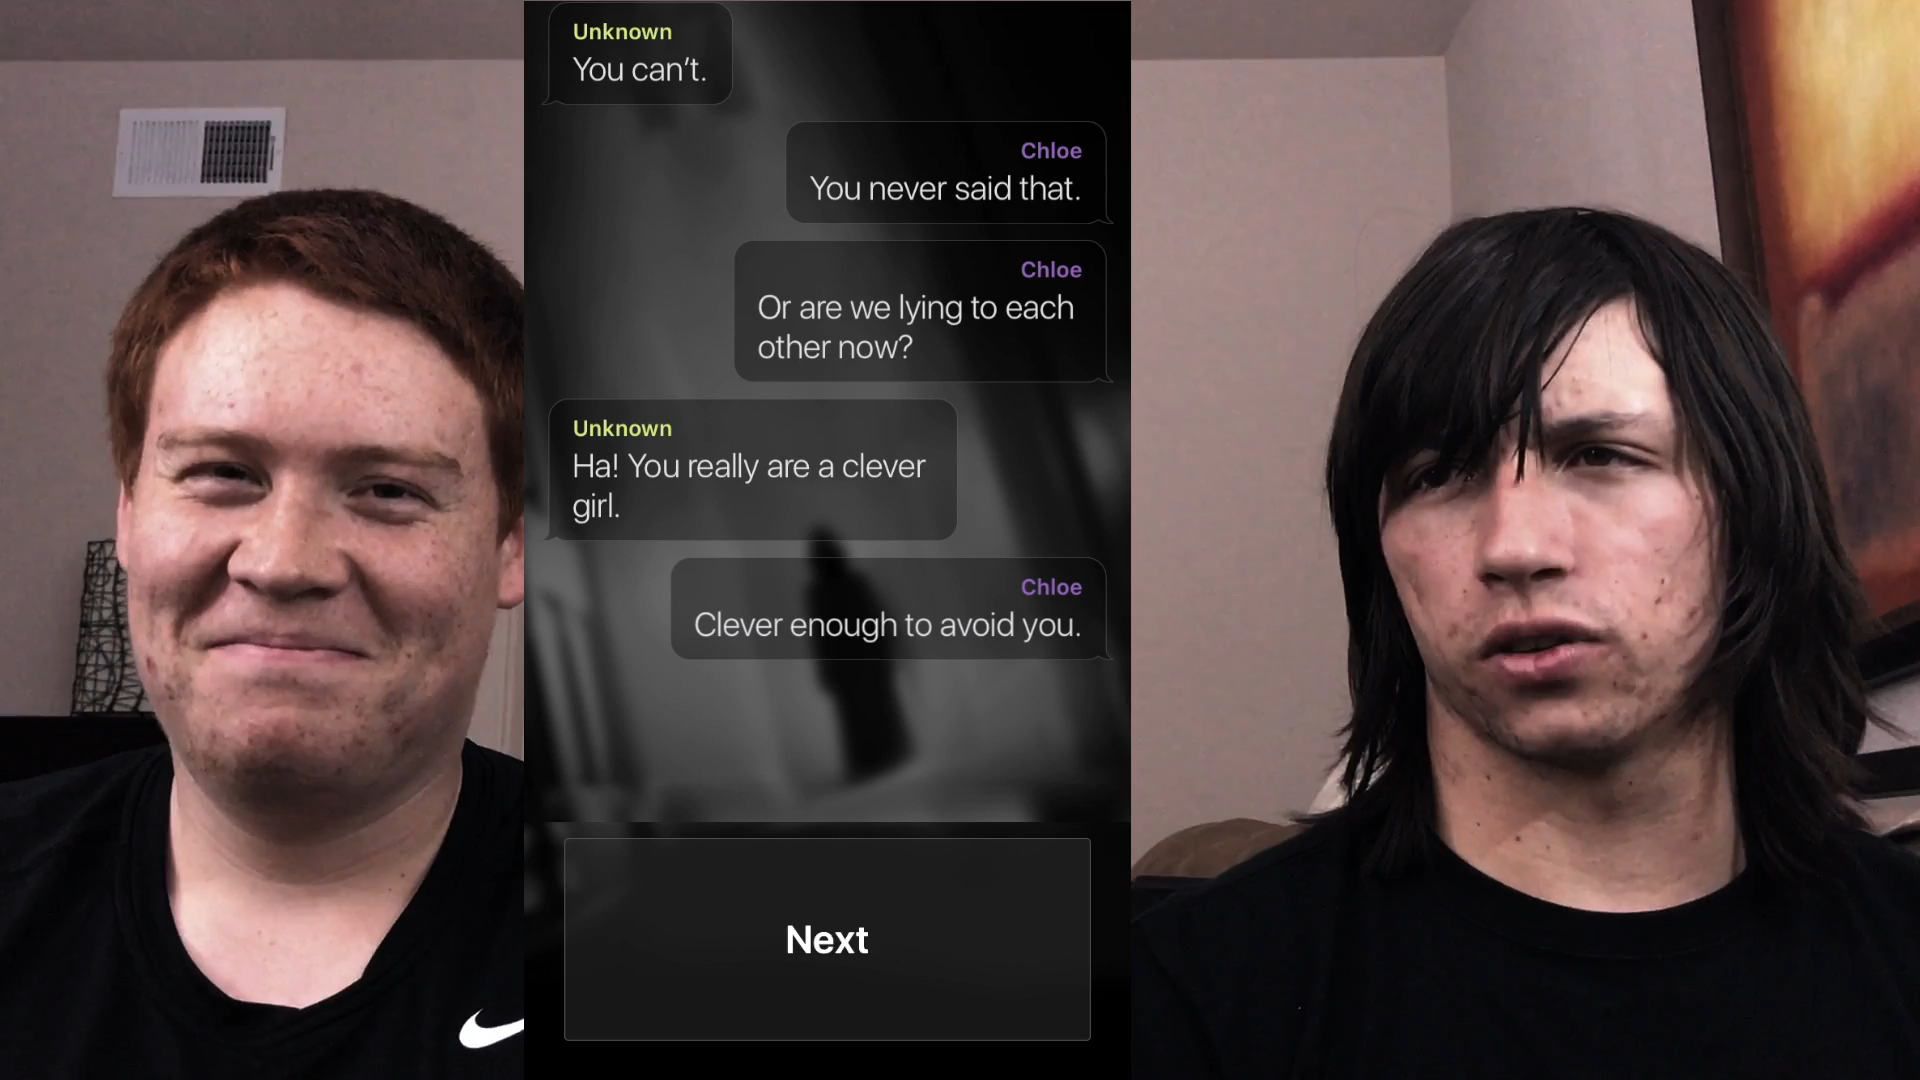 Unknown
You can’t.
Chloe
You never said that.
Chloe
Or are we lying to each
other now?
Unknown
Ha! You really are a clever
girl.
Chloe
Clever enough to avoid you.
Next